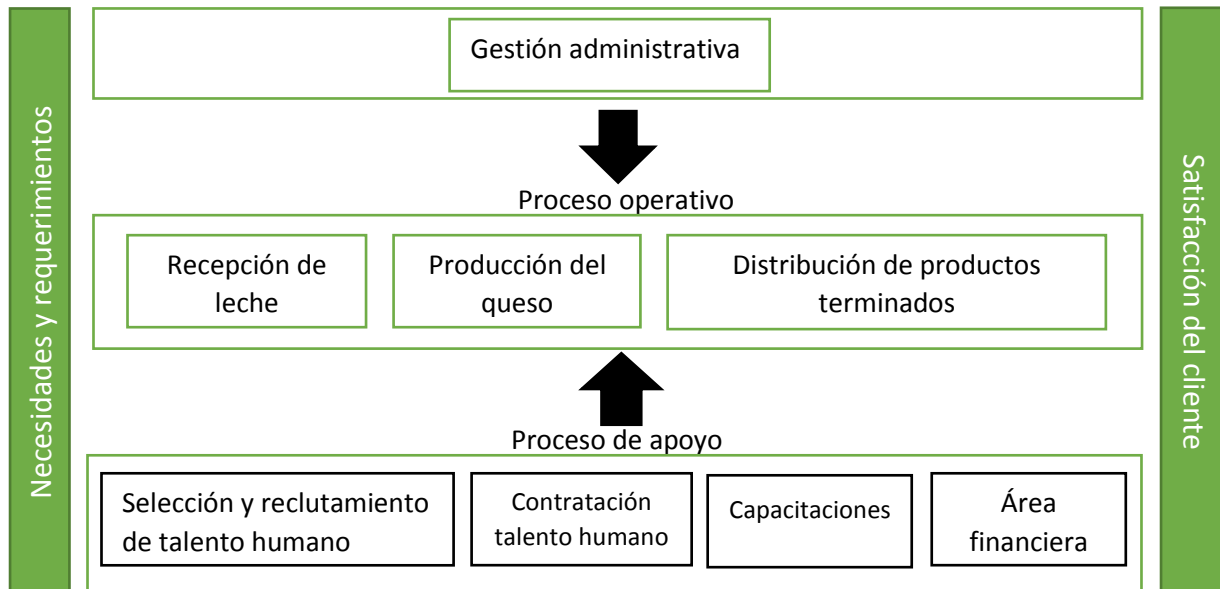 Necesidades y requerimientos
Gestión administrativa
Proceso operativo
Recepción de
leche
Producción del
queso
Distribución de productos
terminados
Proceso de apoyo
Selección y reclutamiento
de talento humano
Contratación
talento humano
Capacitaciones
Área
financiera
Satisfacción del cliente